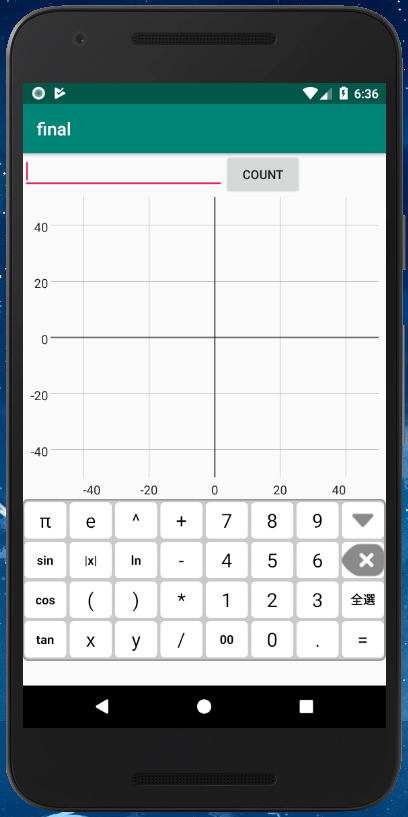 6:36
final
COUNT
40
20
0
-20
-40
-40 -20 0 20 40
π e ^ + 7 8 9
sin |x| ln - 4 5 6
cos ( ) * 1 2 3 全選
tan x y / 00 0 . =